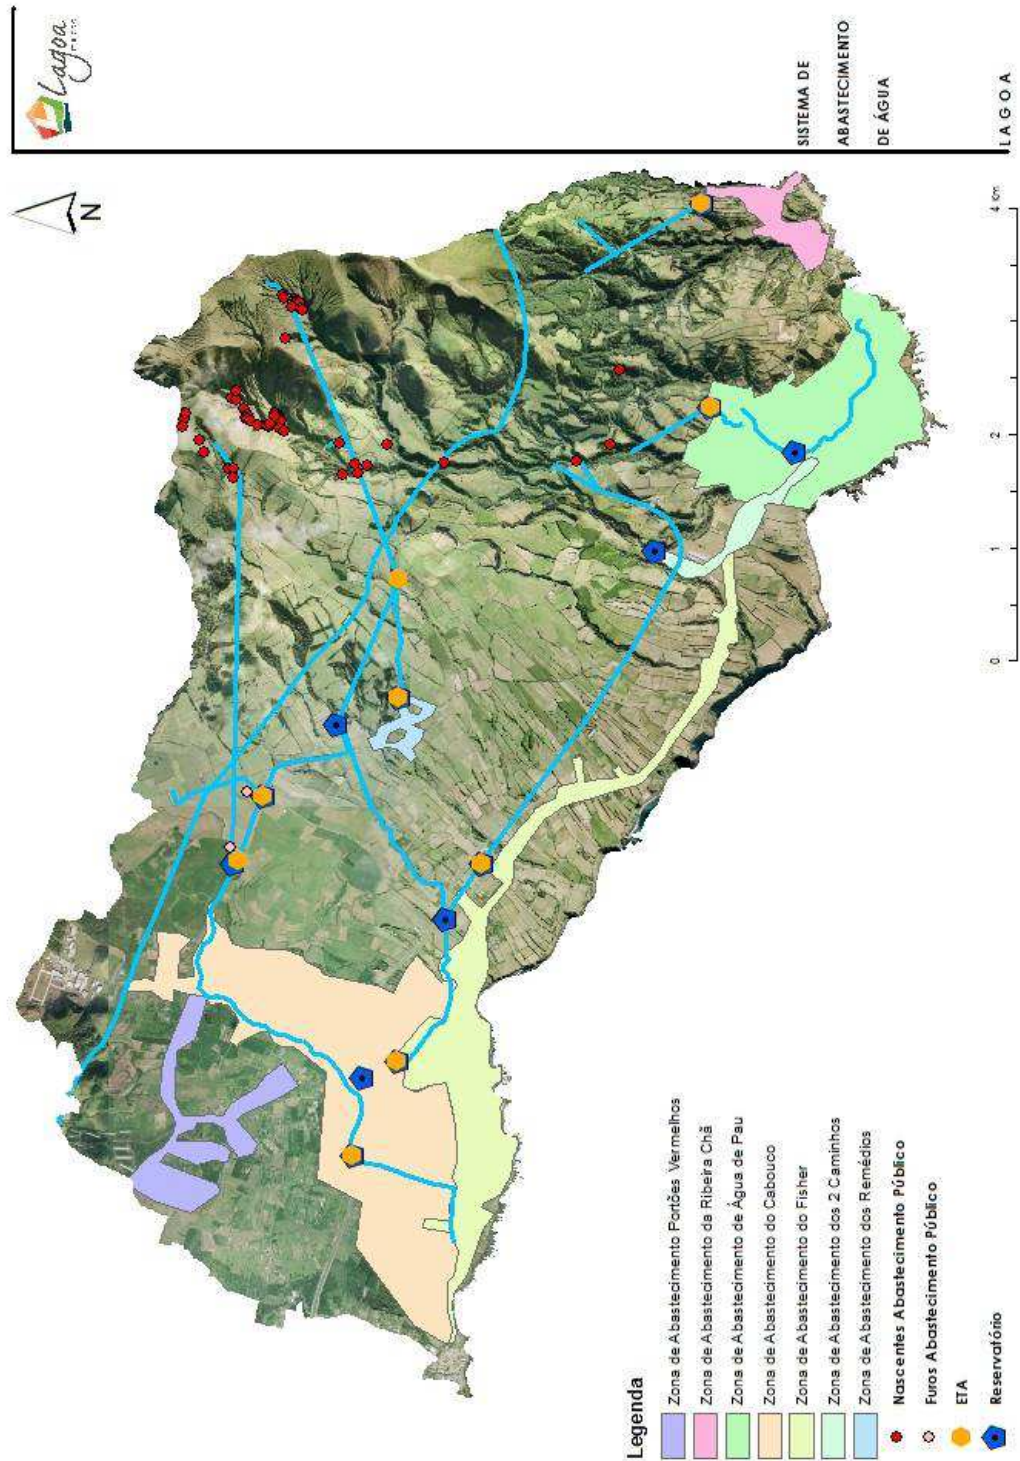 Lagoa
N
SISTEMA DE
ABASTECIMENTO
DE ÁGUA
LAGOA
0 1 2 4 Km
Legenda
Zona de Abastecimento Portões Vermelhos
Zona de Abastecimento da Ribeira Chã
Zona de Abastecimento de Água de Pau
Zona de Abastecimento do Cabouco
Zona de Abastecimento do Fisher
Zona de Abastecimento dos 2 Caminhos
Zona de Abastecimento dos Remédios
Nascentes Abastecimento Público
Furos Abastecimento Público
ETA
Reservatório